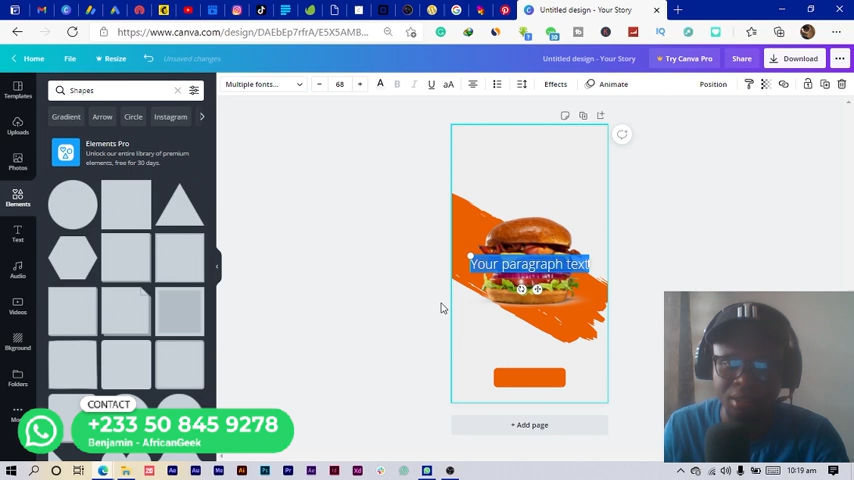 Untitled design - Your Story
https://www.canva.com/design/DAEbEp7rfrA/E5X5AMB...
Home
File
Resize
Unsaved changes
Untitled design - Your Story
Try Canva Pro
Share
Download
Templates
Uploads
Photos
Elements
Text
Audio
Videos
Bkground
Folders
Shapes
Gradient
Arrow
Circle
Instagram
Elements Pro
Unlock our entire library of premium
elements, free for 30 days.
Multiple fonts...
68
A
B
I
U
aA
Effects
Animate
Position
Your paragraph text
+ Add page
CONTACT
+233 50 845 9278
Benjamin - AfricanGeek
10:19 am